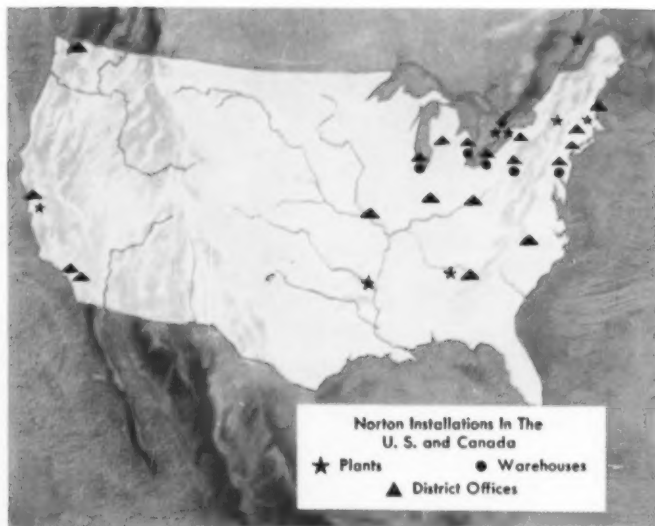 Norton Installations In The
U. S. and Canada
Plants
Warehouses
District Offices